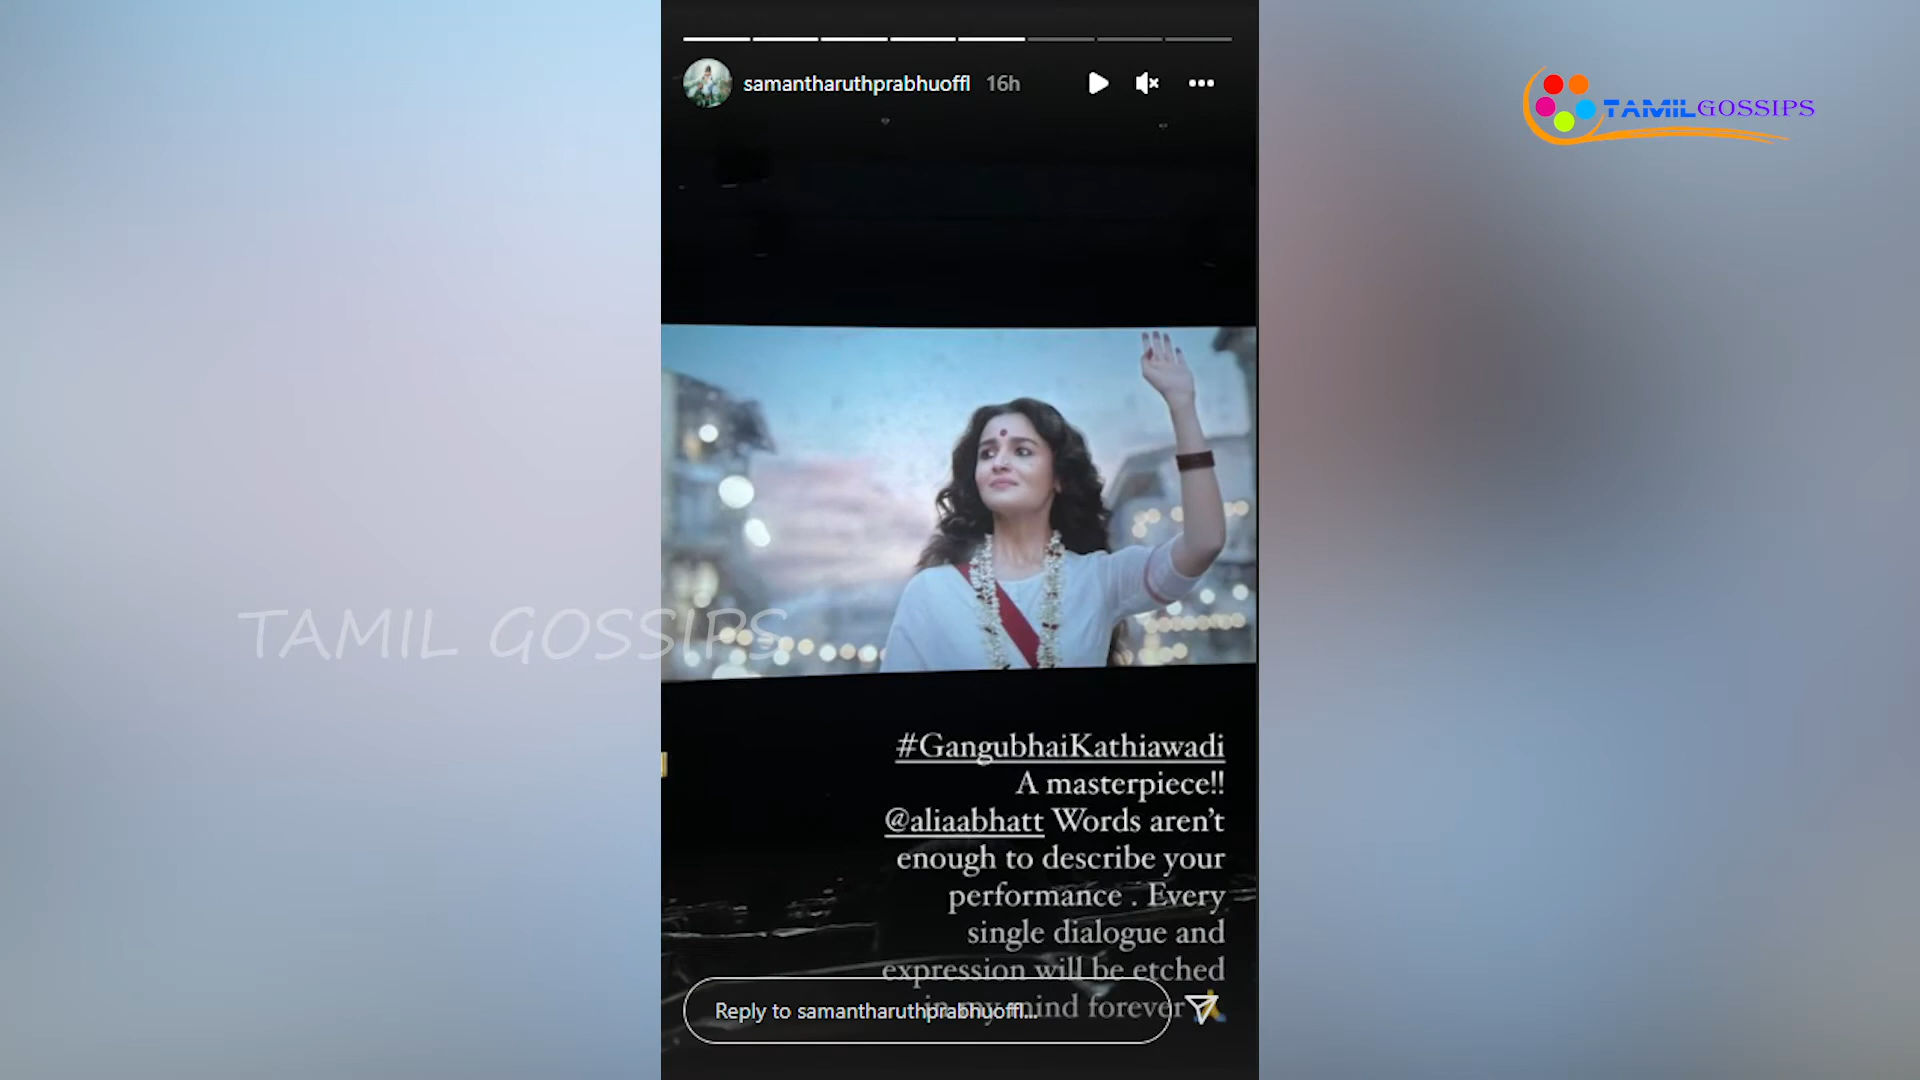 samantharuthprabhuoffl 16h
TAMILGOSSIPS
TAMIL GOSSIPS
#GangubhaiKathiawadi
A masterpiece!!
@aliaabhatt Words aren't
enough to describe your
performance . Every
single dialogue and
expression will be etched
in my mind forever
Reply to samantharuthprabhuoffl...